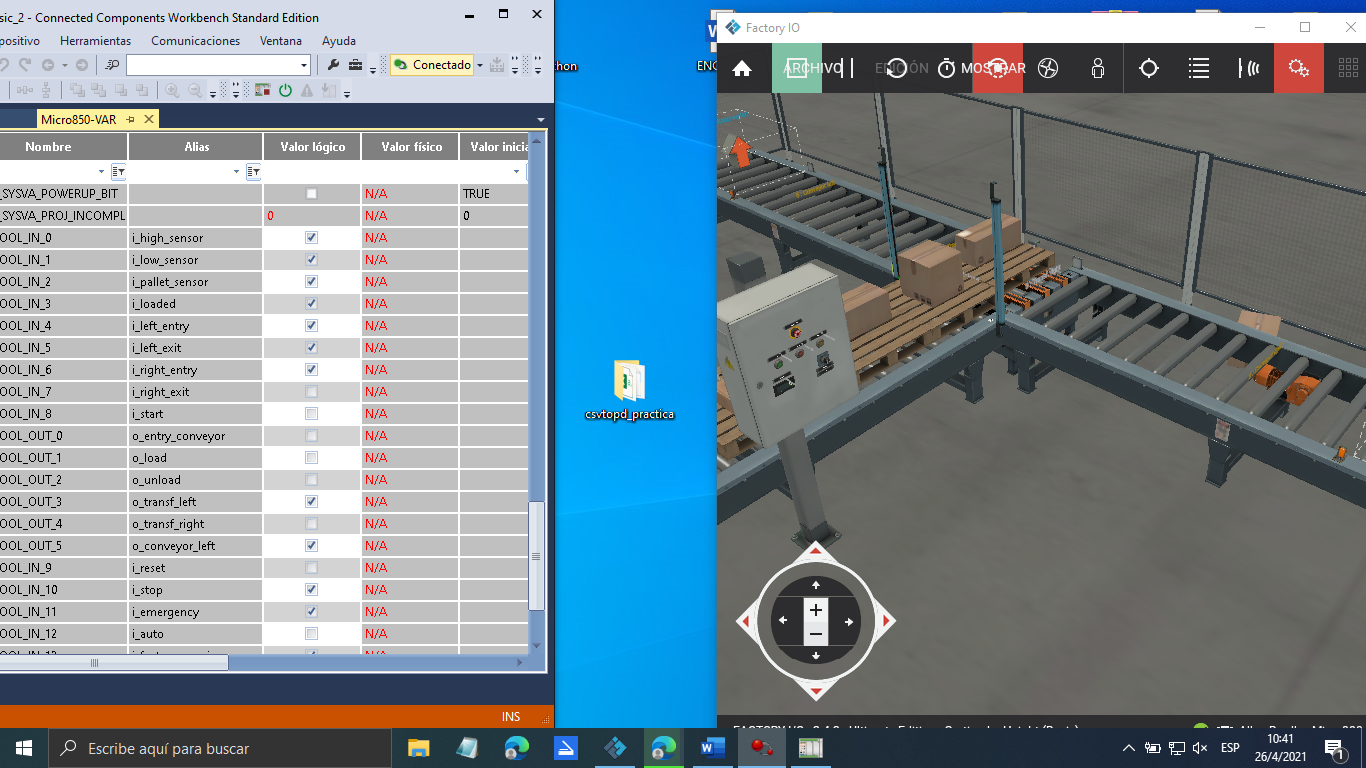 sic_2 - Connected Components Workbench Standard Edition
positivo Herramientas Comunicaciones Ventana Ayuda
Conectado
Micro850-VAR
Nombre Alias Valor lógico Valor físico Valor inicia
_SYSVA_POWERUP_BIT N/A TRUE
_SYSVA_PROJ_INCOMPL 0 N/A 0
OOL_IN_0 i_high_sensor N/A
OOL_IN_1 i_low_sensor N/A
OOL_IN_2 i_pallet_sensor N/A
OOL_IN_3 i_loaded N/A
OOL_IN_4 i_left_entry N/A
OOL_IN_5 i_left_exit N/A
OOL_IN_6 i_right_entry N/A
OOL_IN_7 i_right_exit N/A
OOL_IN_8 i_start N/A
OOL_OUT_0 o_entry_conveyor N/A
OOL_OUT_1 o_load N/A
OOL_OUT_2 o_unload N/A
OOL_OUT_3 o_transf_left N/A
OOL_OUT_4 o_transf_right N/A
OOL_OUT_5 o_conveyor_left N/A
OOL_IN_9 i_reset N/A
OOL_IN_10 i_stop N/A
OOL_IN_11 i_emergency N/A
OOL_IN_12 i_auto N/A
INS
thon
ENC
csvtopd_practica
Factory IO
ARCHIVO EDICIÓN MOSTRAR
Escribe aquí para buscar
ESP
10:41
26/4/2021
1